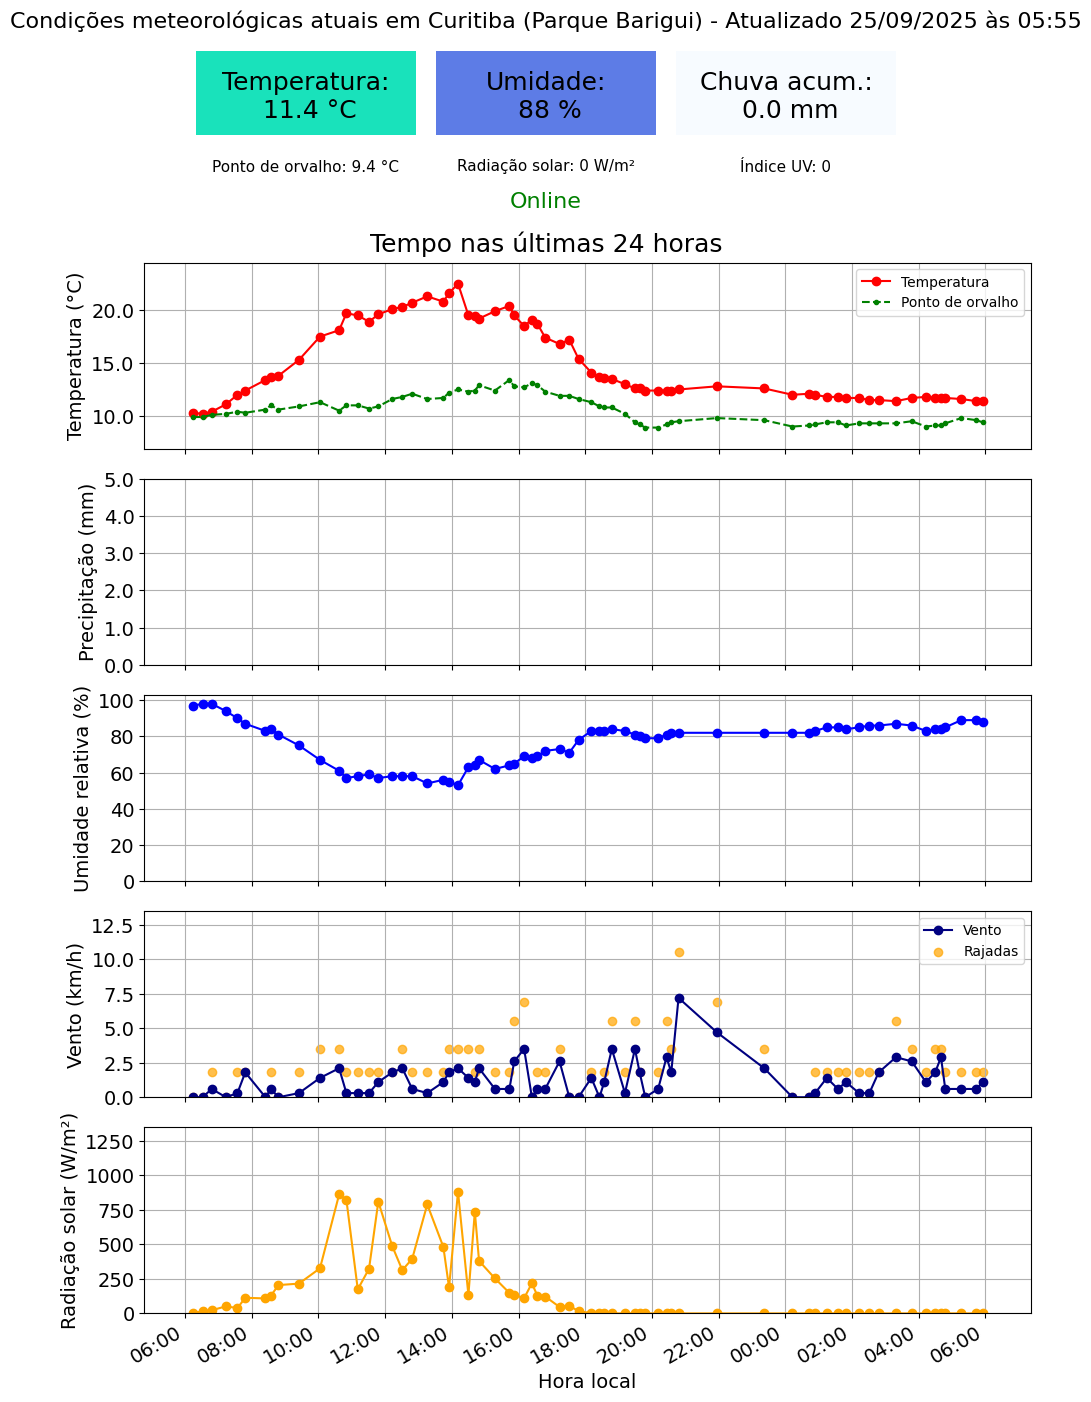 Condições meteorológicas atuais em Curitiba (Parque Barigui) - Atualizado 25/09/2025 às 05:55
Temperatura:
11.4 °C
Umidade:
88 %
Chuva acum.:
0.0 mm
Ponto de orvalho: 9.4 °C
Radiação solar: 0 W/m²
Índice UV: 0
Online
Tempo nas últimas 24 horas
Temperatura (°C)
20.0
15.0
10.0
Temperatura
Ponto de orvalho
Precipitação (mm)
5.0
4.0
3.0
2.0
1.0
0.0
Umidade relativa (%)
100
80
60
40
20
0
Vento (km/h)
12.5
10.0
7.5
5.0
2.5
0.0
Vento
Rajadas
Radiação solar (W/m²)
1250
1000
750
500
250
0
06:00
08:00
10:00
12:00
14:00
16:00
18:00
20:00
22:00
00:00
02:00
04:00
06:00
Hora local